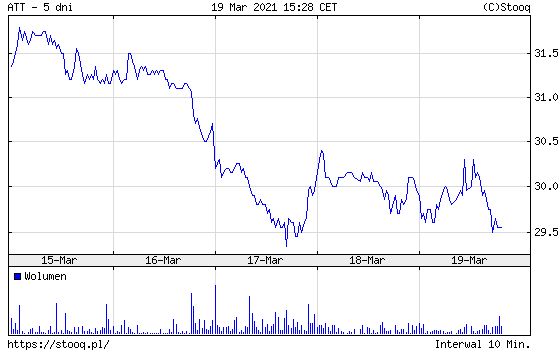 ATT - 5 dni 19 Mar 2021 15:28 CET (C)Stooq
31.5
31.0
30.5
30.0
29.5
15-Mar 16-Mar 17-Mar 18-Mar 19-Mar
Wolumen
https://stooq.pl/ Interwal 10 Min.